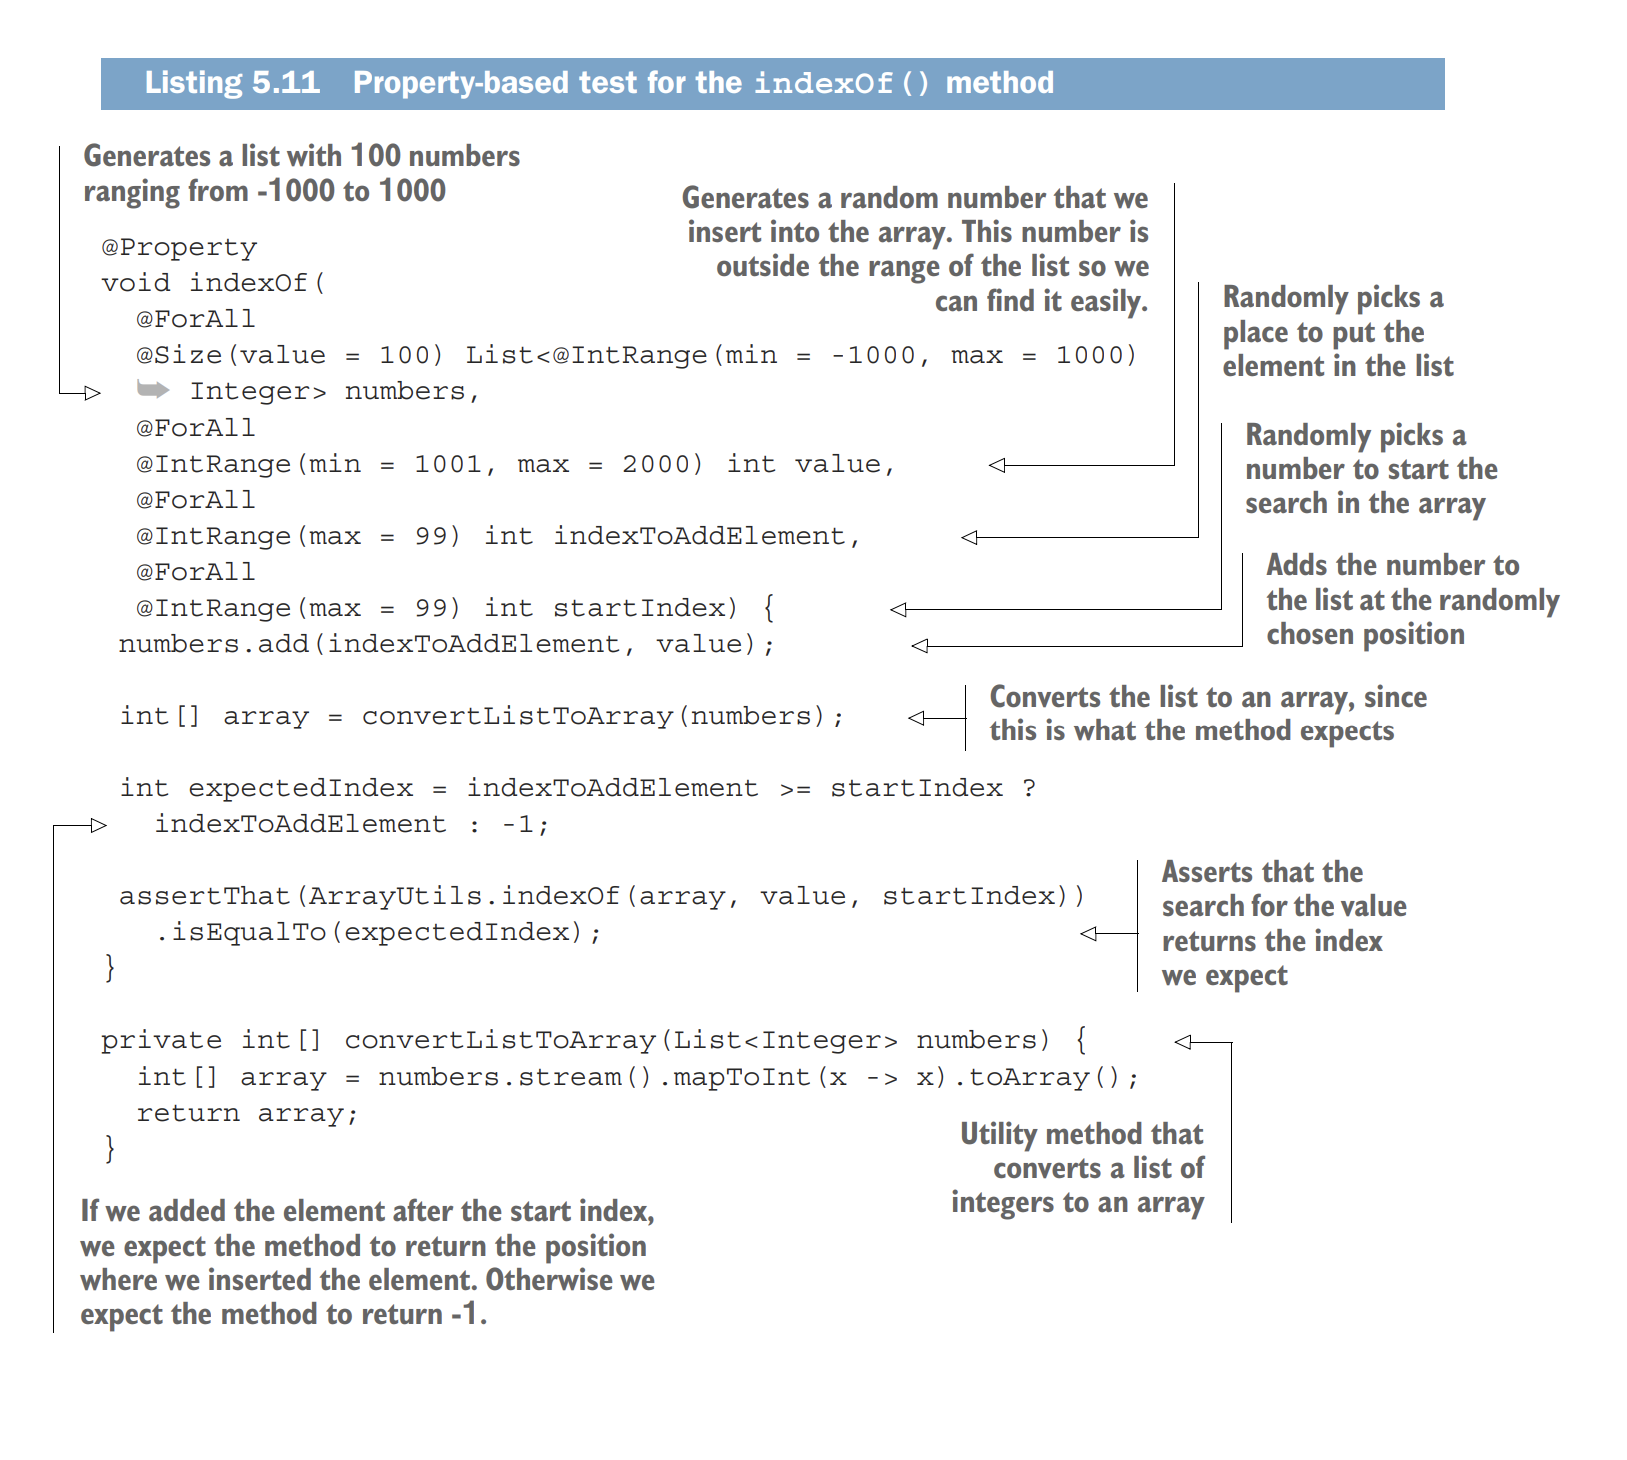 Listing 5.11 Property-based test for the indexOf() method
Generates a list with 100 numbers
ranging from -1000 to 1000
Generates a random number that we
insert into the array. This number is
outside the range of the list so we
can find it easily.
Randomly picks a
place to put the
element in the list
Randomly picks a
number to start the
search in the array
Adds the number to
the list at the randomly
chosen position
@Property
void indexOf(
@ForAll
@Size(value = 100) List<@IntRange(min = -1000, max = 1000)
➥ Integer> numbers,
@ForAll
@IntRange(min = 1001, max = 2000) int value,
@ForAll
@IntRange(max = 99) int indexToAddElement,
@ForAll
@IntRange(max = 99) int startIndex) {
numbers.add(indexToAddElement, value);
int[] array = convertListToArray(numbers);
Converts the list to an array, since
this is what the method expects
int expectedIndex = indexToAddElement >= startIndex ?
indexToAddElement : -1;
assertThat(ArrayUtils.indexOf(array, value, startIndex))
.isEqualTo(expectedIndex);
}
Asserts that the
search for the value
returns the index
we expect
private int[] convertListToArray(List<Integer> numbers) {
int[] array = numbers.stream().mapToInt(x -> x).toArray();
return array;
}
Utility method that
converts a list of
integers to an array
If we added the element after the start index,
we expect the method to return the position
where we inserted the element. Otherwise we
expect the method to return -1.